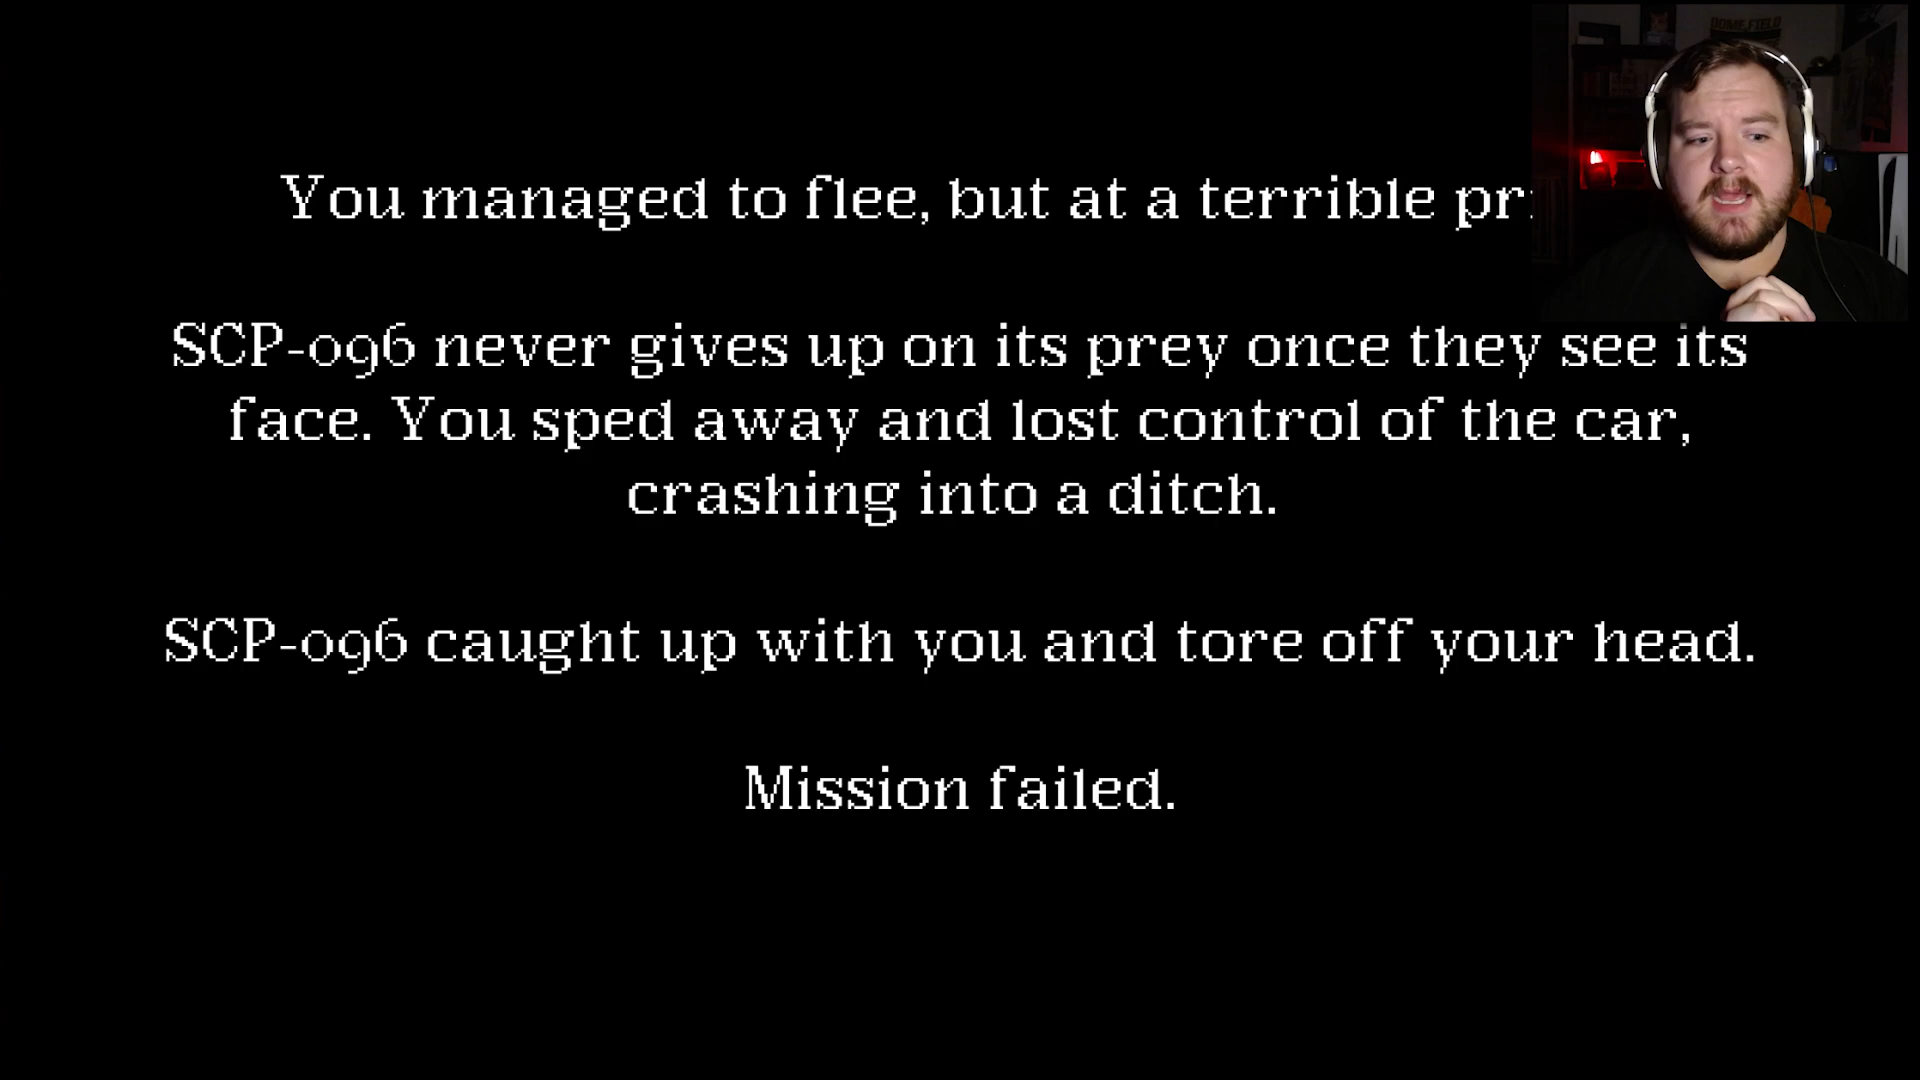 You managed to flee, but at a terrible
SCP-096 never gives up on its prey once they see its
face. You sped away and lost control of the car,
crashing into a ditch.
SCP-096 caught up with you and tore off your head.
Mission failed.